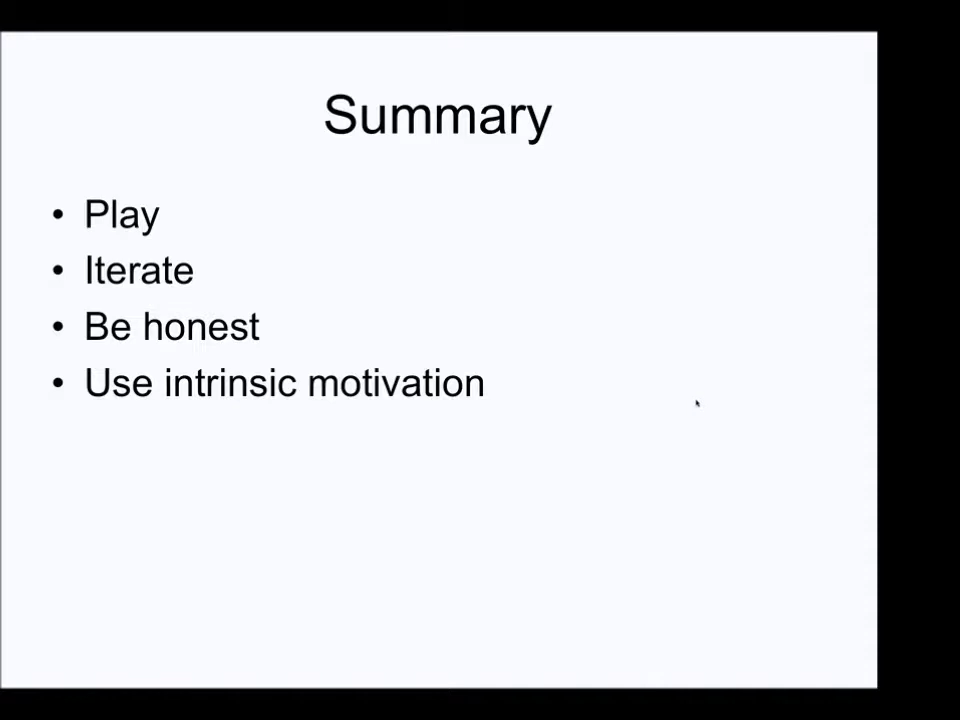 Summary
• Play
• Iterate
• Be honest
• Use intrinsic motivation